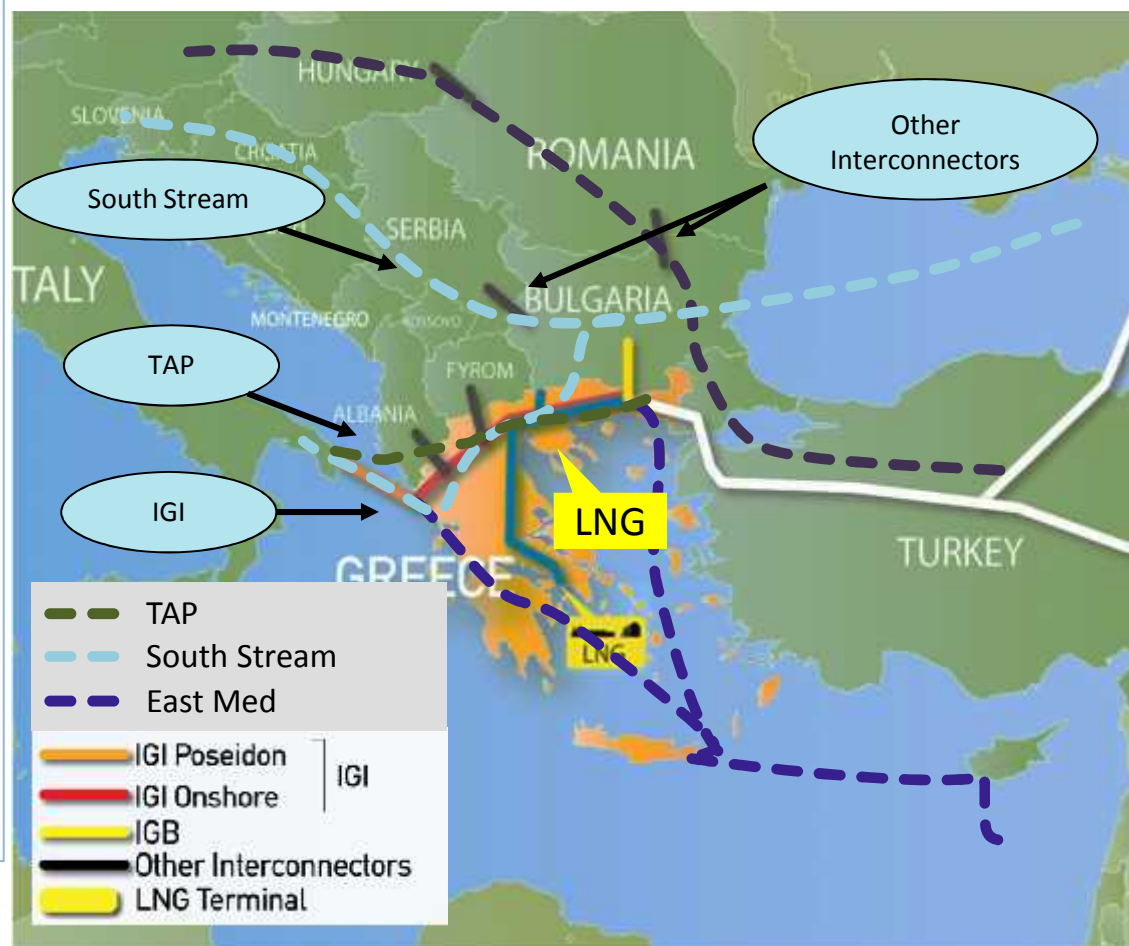 HUNGARY
SLOVENIA
CROATIA
ROMANIA
Other
Interconnectors
South Stream
SERBIA
ITALY
BULGARIA
MONTENEGRO
KOSSOVO
TAP
FYROM
ALBANIA
IGI
LNG
TURKEY
GREECE
LNG
TAP
South Stream
East Med
IGI Poseidon
IGI
IGI Onshore
IGB
Other Interconnectors
LNG Terminal